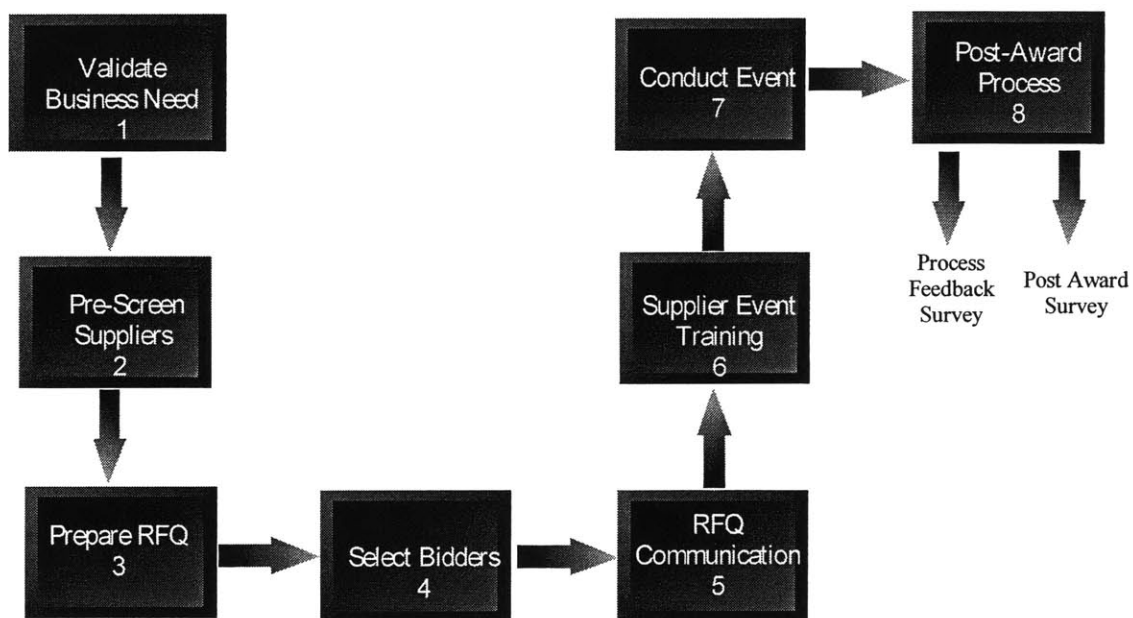 Validate
Business Need
1
Pre-Screen
Suppliers
2
Prepare RFQ
3
Select Bidders
4
RFQ
Communication
5
Supplier Event
Training
6
Conduct Event
7
Post-Award
Process
8
Process
Feedback
Survey
Post Award
Survey